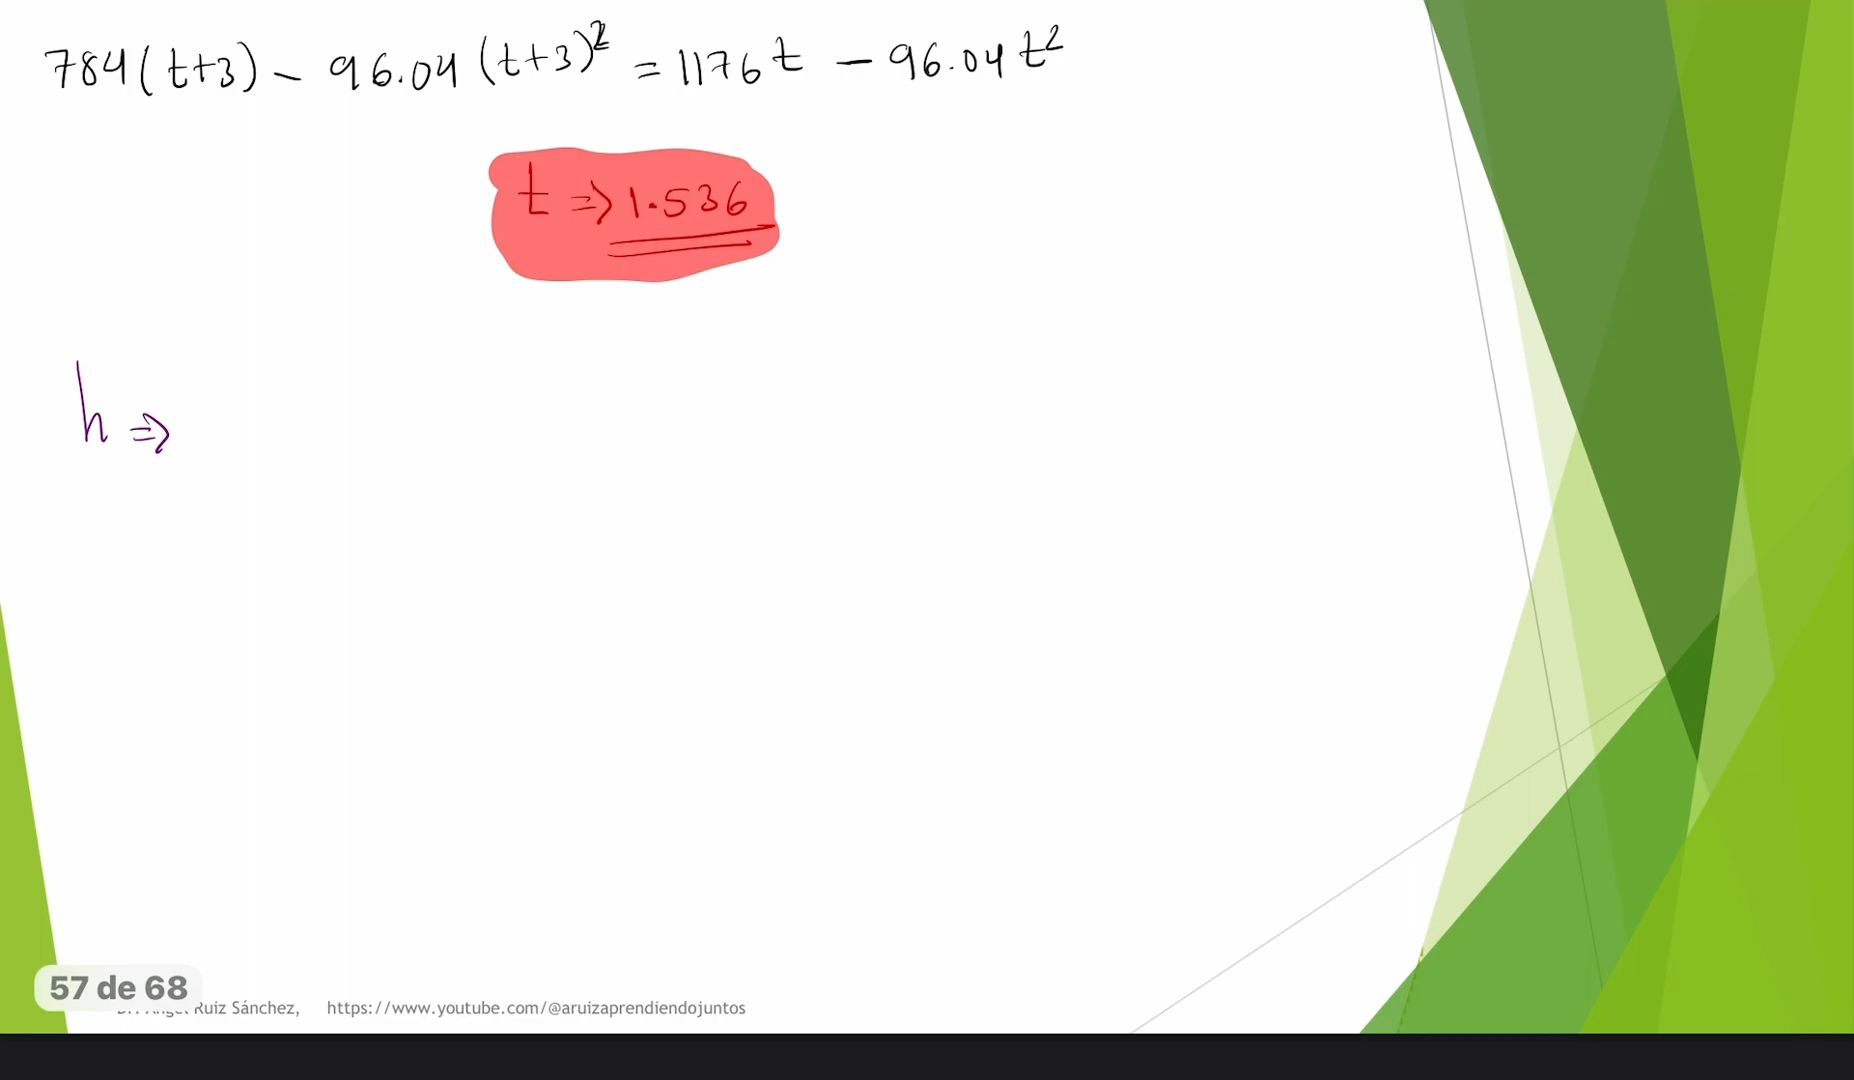 784(t+3) - 96.04(t+3)² = 1176t - 96.04t²
t ⇒ 1.536
h ⇒
57 de 68
Ruiz Sánchez, https://www.youtube.com/@aruizaprendiendojuntos